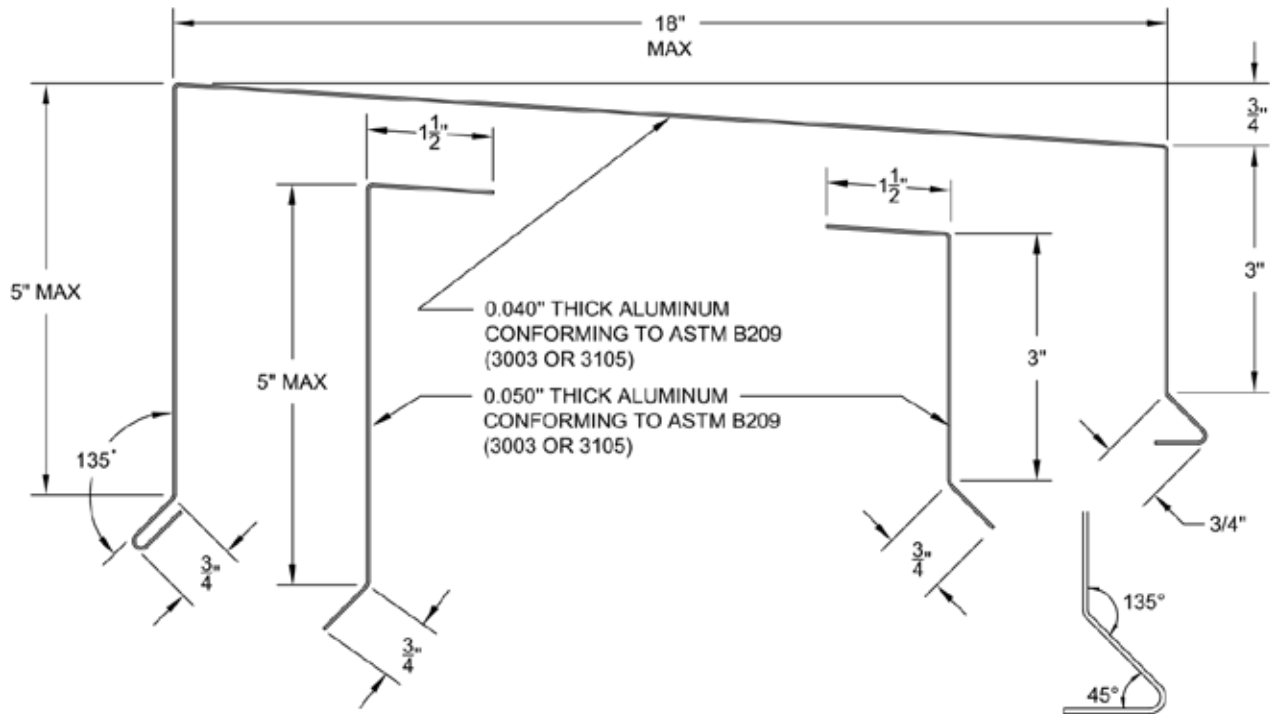 18"
MAX
3/4"
1 1/2"
1 1/2"
5" MAX
3"
0.040" THICK ALUMINUM
CONFORMING TO ASTM B209
(3003 OR 3105)
5" MAX
3"
0.050" THICK ALUMINUM
CONFORMING TO ASTM B209
(3003 OR 3105)
135°
3/4"
3/4"
3/4"
3/4"
135°
45°